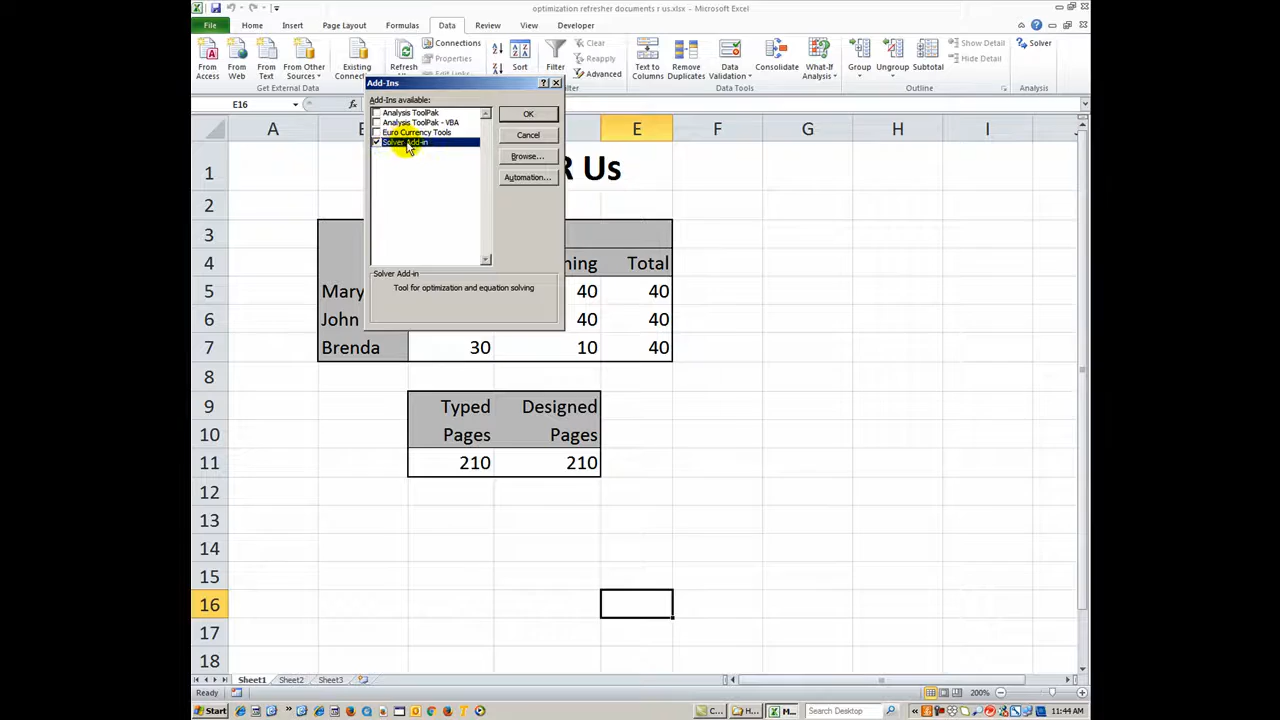 optimization refresher documents r us.xlsx - Microsoft Excel
File Home Insert Page Layout Formulas Data Review View Developer
From Access
From Web
From Text
From Other Sources
Existing
Refresh
Connections
Properties
Edit Links
Sort
Filter
Clear
Reapply
Advanced
Text to Columns
Remove Duplicates
Data Validation
Consolidate
What-If Analysis
Group
Ungroup
Subtotal
Show Detail
Hide Detail
Solver
Get External Data
Data Tools
Outline
Analysis
E16
fx
Add-Ins
Add-Ins available:
Analysis ToolPak
Analysis ToolPak - VBA
Euro Currency Tools
Solver Add-in
OK
Cancel
Browse...
Automation...
Solver Add-in
Tool for optimization and equation solving
A E F G H I J
1 R Us
2
3
4 Total
5 Mary 40 40
6 John 40 40
7 Brenda 30 10 40
8
9 Typed Designed
10 Pages Pages
11 210 210
12
13
14
15
16
17
18
Sheet1 Sheet2 Sheet3
Ready 200%
Start Search Desktop 11:44 AM